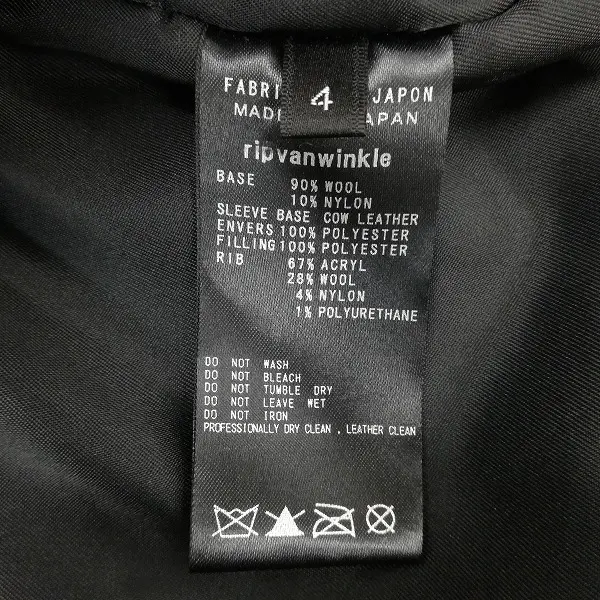 FABRI JAPON
4
MAD APAN
ripvanwinkle
BASE 90% WOOL
10% NYLON
SLEEVE BASE COW LEATHER
ENVERS 100% POLYESTER
FILLING 100% POLYESTER
RIB 67% ACRYL
28% WOOL
4% NYLON
1% POLYURETHANE
DO NOT WASH
DO NOT BLEACH
DO NOT TUMBLE DRY
DO NOT LEAVE WET
DO NOT IRON
PROFESSIONALLY DRY CLEAN . LEATHER CLEAN